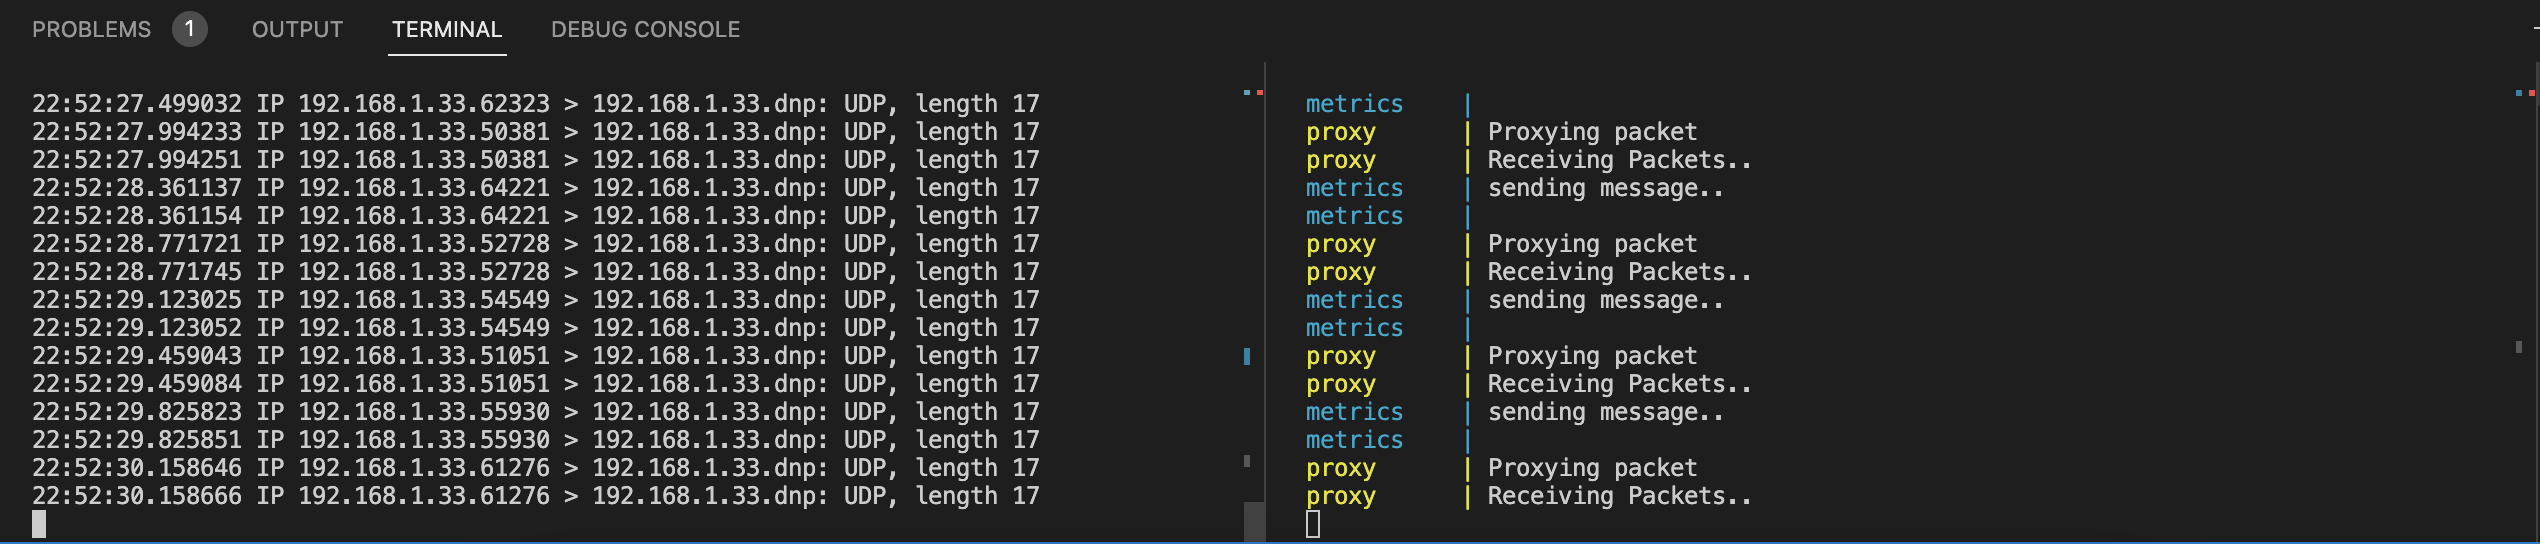 PROBLEMS 1 OUTPUT TERMINAL DEBUG CONSOLE
22:52:27.499032 IP 192.168.1.33.62323 > 192.168.1.33.dnp: UDP, length 17
22:52:27.994233 IP 192.168.1.33.50381 > 192.168.1.33.dnp: UDP, length 17
22:52:27.994251 IP 192.168.1.33.50381 > 192.168.1.33.dnp: UDP, length 17
22:52:28.361137 IP 192.168.1.33.64221 > 192.168.1.33.dnp: UDP, length 17
22:52:28.361154 IP 192.168.1.33.64221 > 192.168.1.33.dnp: UDP, length 17
22:52:28.771721 IP 192.168.1.33.52728 > 192.168.1.33.dnp: UDP, length 17
22:52:28.771745 IP 192.168.1.33.52728 > 192.168.1.33.dnp: UDP, length 17
22:52:29.123025 IP 192.168.1.33.54549 > 192.168.1.33.dnp: UDP, length 17
22:52:29.123052 IP 192.168.1.33.54549 > 192.168.1.33.dnp: UDP, length 17
22:52:29.459043 IP 192.168.1.33.51051 > 192.168.1.33.dnp: UDP, length 17
22:52:29.459084 IP 192.168.1.33.51051 > 192.168.1.33.dnp: UDP, length 17
22:52:29.825823 IP 192.168.1.33.55930 > 192.168.1.33.dnp: UDP, length 17
22:52:29.825851 IP 192.168.1.33.55930 > 192.168.1.33.dnp: UDP, length 17
22:52:30.158646 IP 192.168.1.33.61276 > 192.168.1.33.dnp: UDP, length 17
22:52:30.158666 IP 192.168.1.33.61276 > 192.168.1.33.dnp: UDP, length 17
metrics |
proxy | Proxying packet
proxy | Receiving Packets..
metrics | sending message..
metrics |
proxy | Proxying packet
proxy | Receiving Packets..
metrics | sending message..
metrics |
proxy | Proxying packet
proxy | Receiving Packets..
metrics | sending message..
metrics |
proxy | Proxying packet
proxy | Receiving Packets..